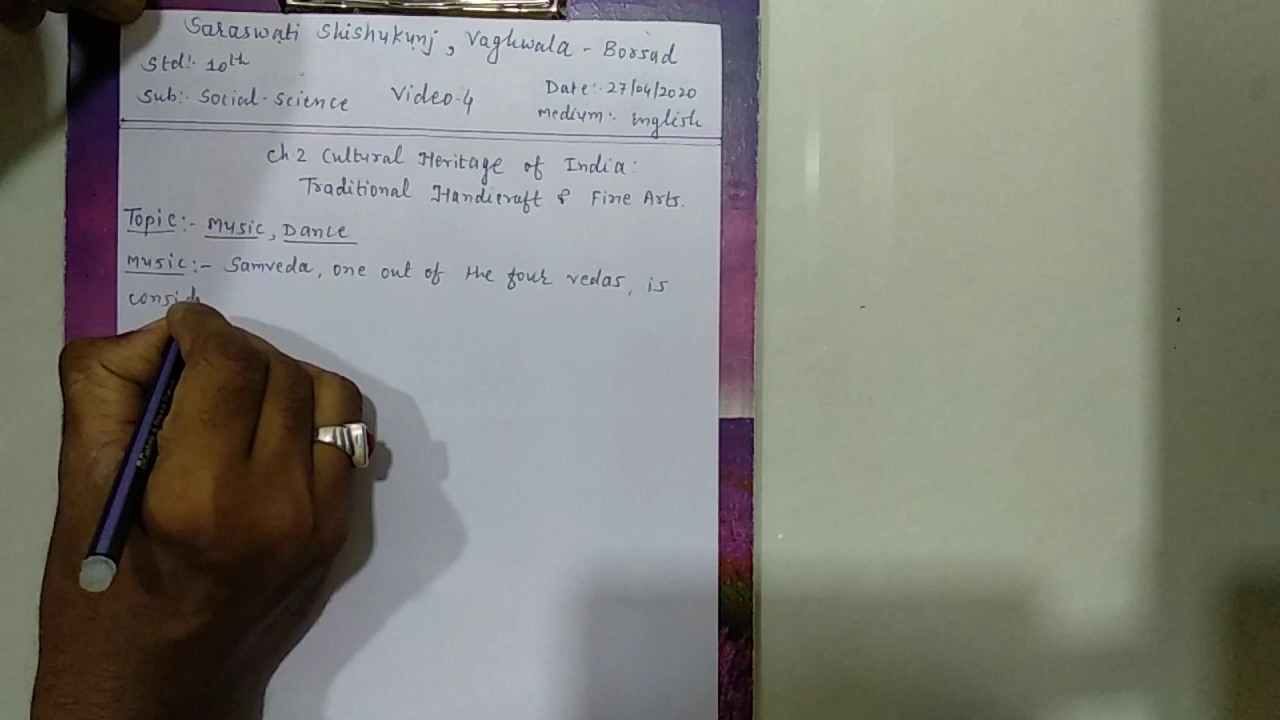 Saraswati Shishukunj, Vaghwala - Borsad
Std:- 10th
Sub:- Social-science Video-4 Date:- 27/04/2020
Medium:- English
Ch 2 Cultural Heritage of India:
Traditional Handicraft & Fine Arts.
Topic:- Music, Dance
Music:- Samveda, one out of the four vedas, is
consid